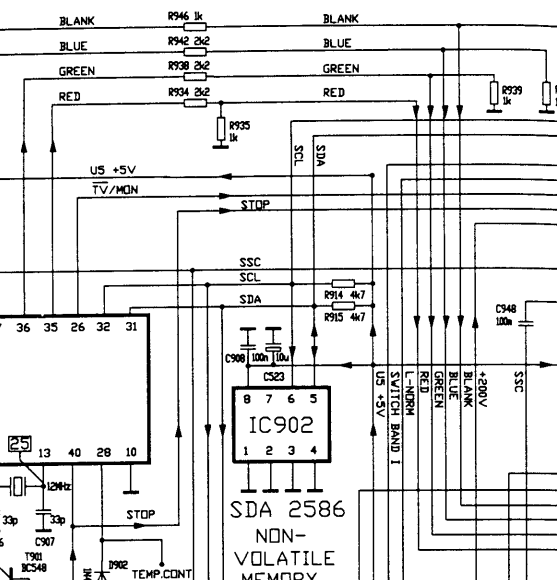 BLANK R946 1k BLANK
BLUE R942 2k2 BLUE
GREEN R938 2k2 GREEN
RED R934 2k2 RED
R939
1k
R935
1k
SCL
SDA
U5 +5V
TV/MON
STOP
SSC
SCL
SDA
R914 4k7
R915 4k7
36 35 26 32 31
C948
100n
C908 100n 10u
C523
8 7 6 5
IC902
1 2 3 4
U5 +5V
SWITCH BAND I
L-NORM
RED
GREEN
BLUE
BLANK
+200V
SSC
25
13 40 28 10
12MHz
33p 33p
C907
STOP
SDA 2586
NON-
VOLATILE
MEMORY
T901
BC548
D902
TEMP.CONT